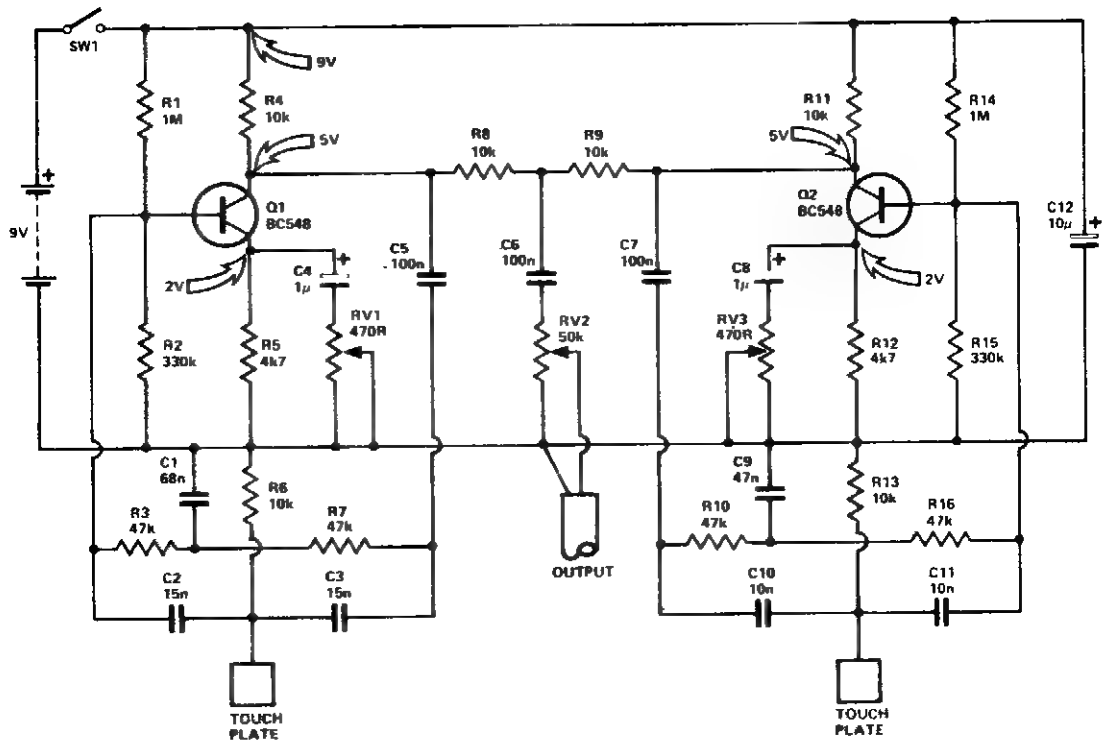 SW1
9V
R1
1M
R4
10k
R11
10k
R14
1M
5V
R8
10k
R9
10k
5V
Q1
BC548
Q2
BC548
C12
10µ
9V
C5
.100n
C6
100n
C7
100n
2V
C4
1µ
C8
1µ
2V
R2
330k
R5
4k7
RV1
470R
RV2
50k
RV3
470R
R12
4k7
R15
330k
C1
68n
R6
10k
C9
47n
R13
10k
R3
47k
R7
47k
R10
47k
R16
47k
OUTPUT
C2
15n
C3
15n
C10
10n
C11
10n
TOUCH
PLATE
TOUCH
PLATE